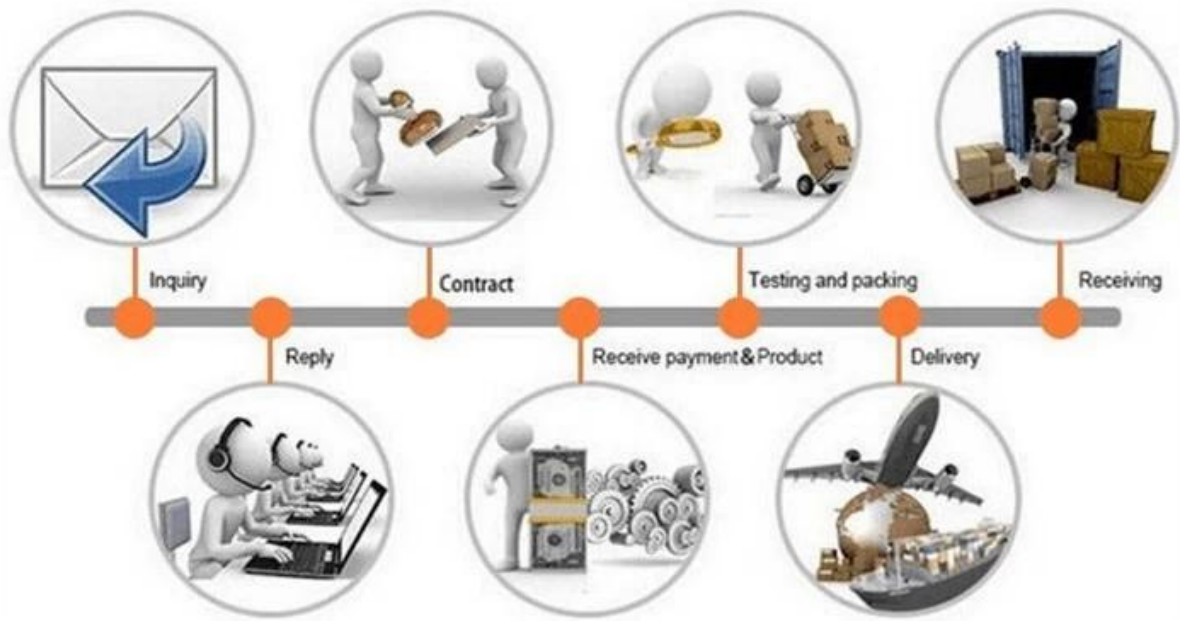 Inquiry
Reply
Contract
Receive payment&Product
Testing and packing
Delivery
Receiving